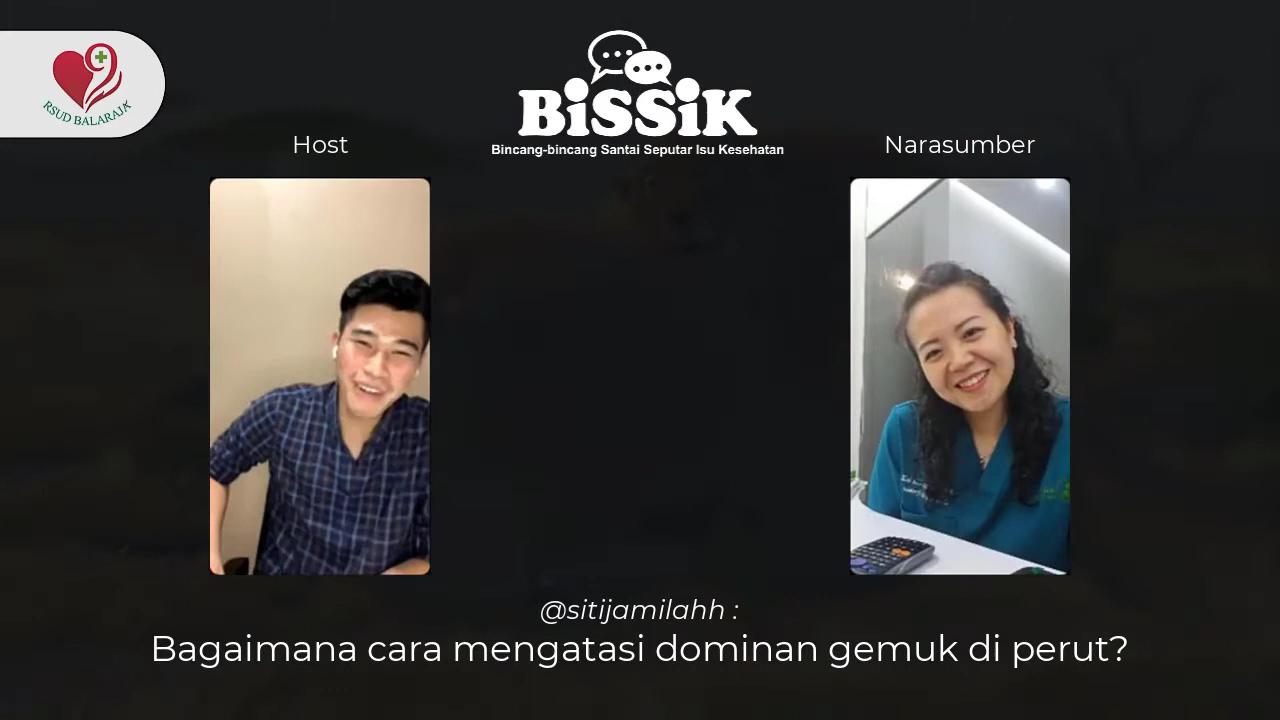 RSUD BALARAJA
BiSSiK
Bincang-bincang Santai Seputar Isu Kesehatan
Host
Narasumber
@sitijamilahh :
Bagaimana cara mengatasi dominan gemuk di perut?